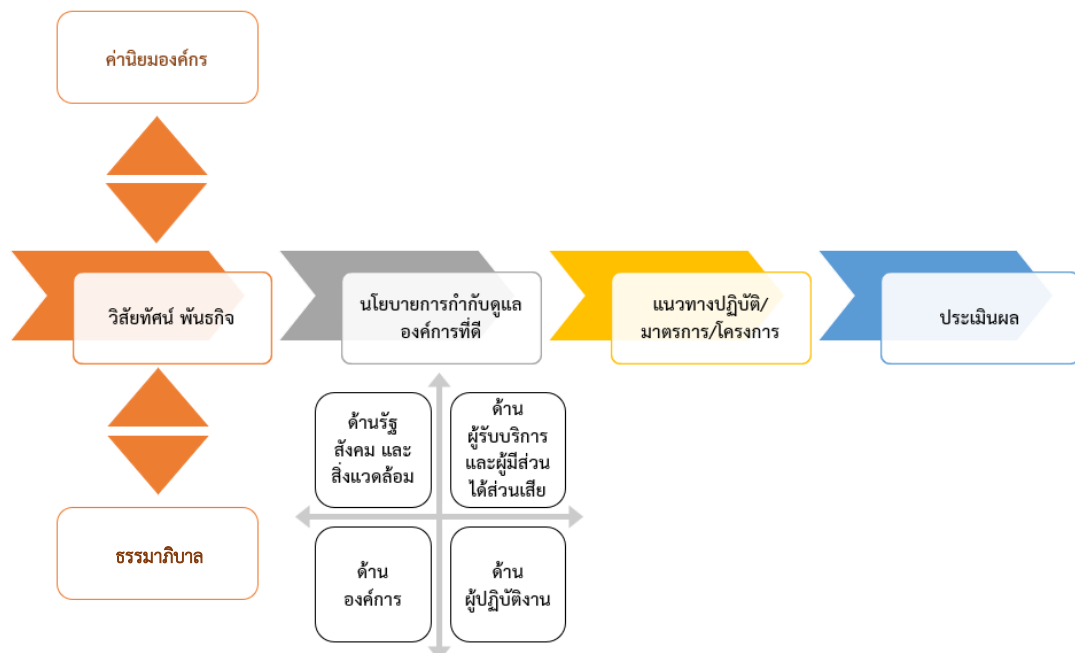 ค่านิยมองค์กร
วิสัยทัศน์ พันธกิจ
นโยบายการกำกับดูแล
องค์การที่ดี
แนวทางปฏิบัติ/
มาตรการ/โครงการ
ประเมินผล
ด้านรัฐ
สังคม และ
สิ่งแวดล้อม
ด้าน
ผู้รับบริการ
และผู้มีส่วน
ได้ส่วนเสีย
ธรรมาภิบาล
ด้าน
องค์การ
ด้าน
ผู้ปฏิบัติงาน